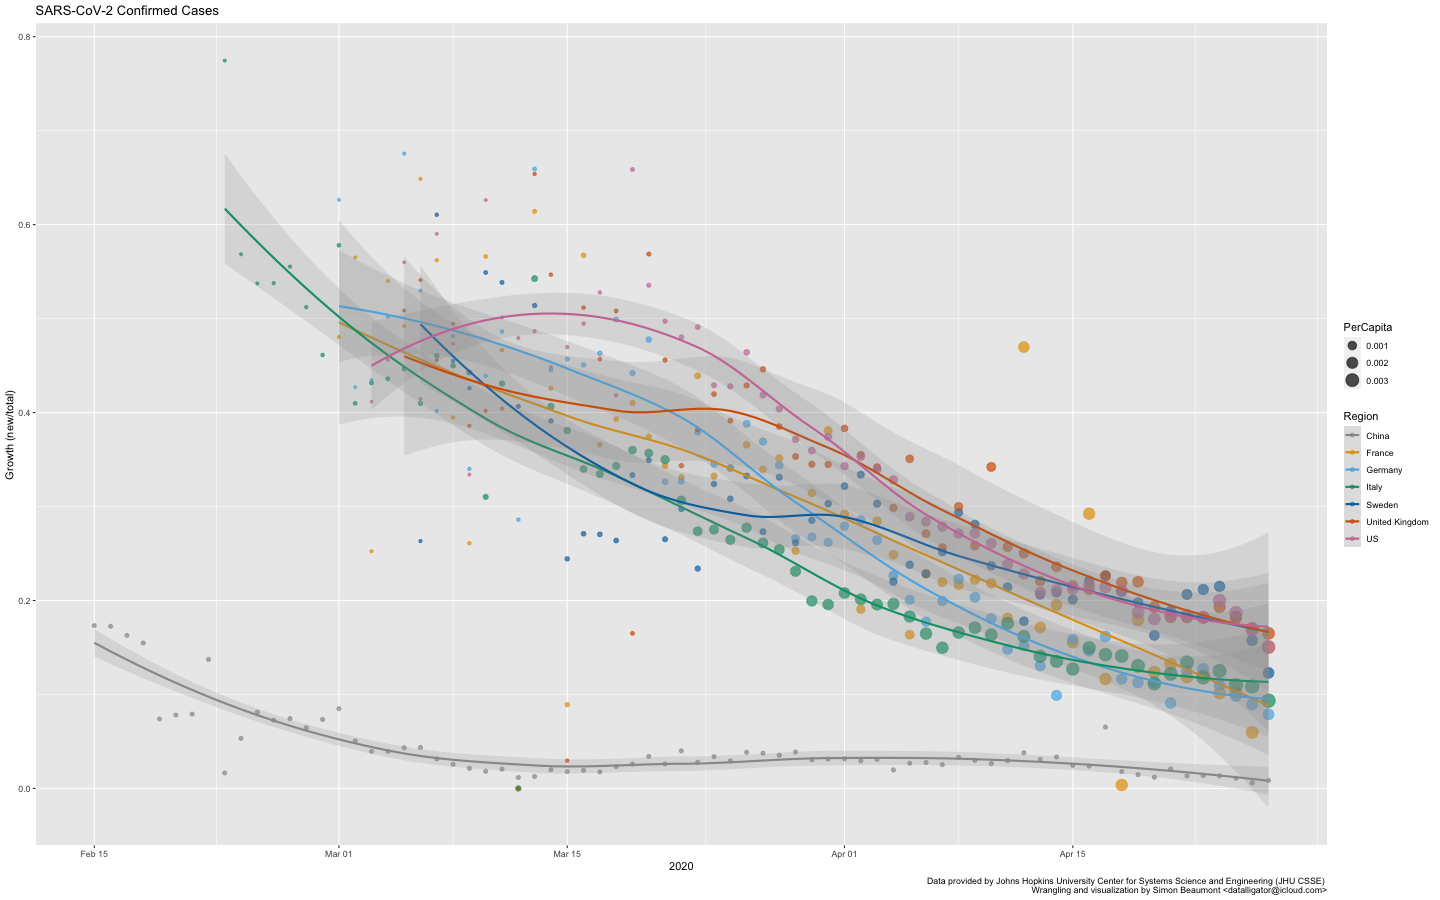 SARS-CoV-2 Confirmed Cases
Growth (new/total)
0.8
0.6
0.4
0.2
0.0
Feb 15
Mar 01
Mar 15
Apr 01
Apr 15
2020
PerCapita
0.001
0.002
0.003
Region
China
France
Germany
Italy
Sweden
United Kingdom
US
Data provided by Johns Hopkins University Center for Systems Science and Engineering (JHU CSSE)
Wrangling and visualization by Simon Beaumont <datalligator@icloud.com>